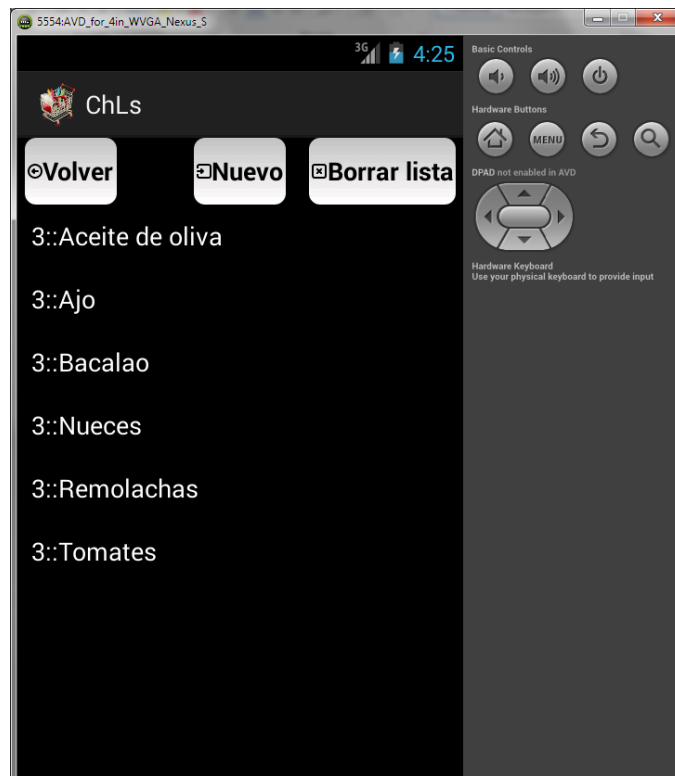 5554:AVD_for_4in_WVGA_Nexus_S
3G 4:25
ChLs
Volver Nuevo Borrar lista
3::Aceite de oliva
3::Ajo
3::Bacalao
3::Nueces
3::Remolachas
3::Tomates
Basic Controls
Hardware Buttons
MENU
DPAD not enabled in AVD
Hardware Keyboard
Use your physical keyboard to provide input